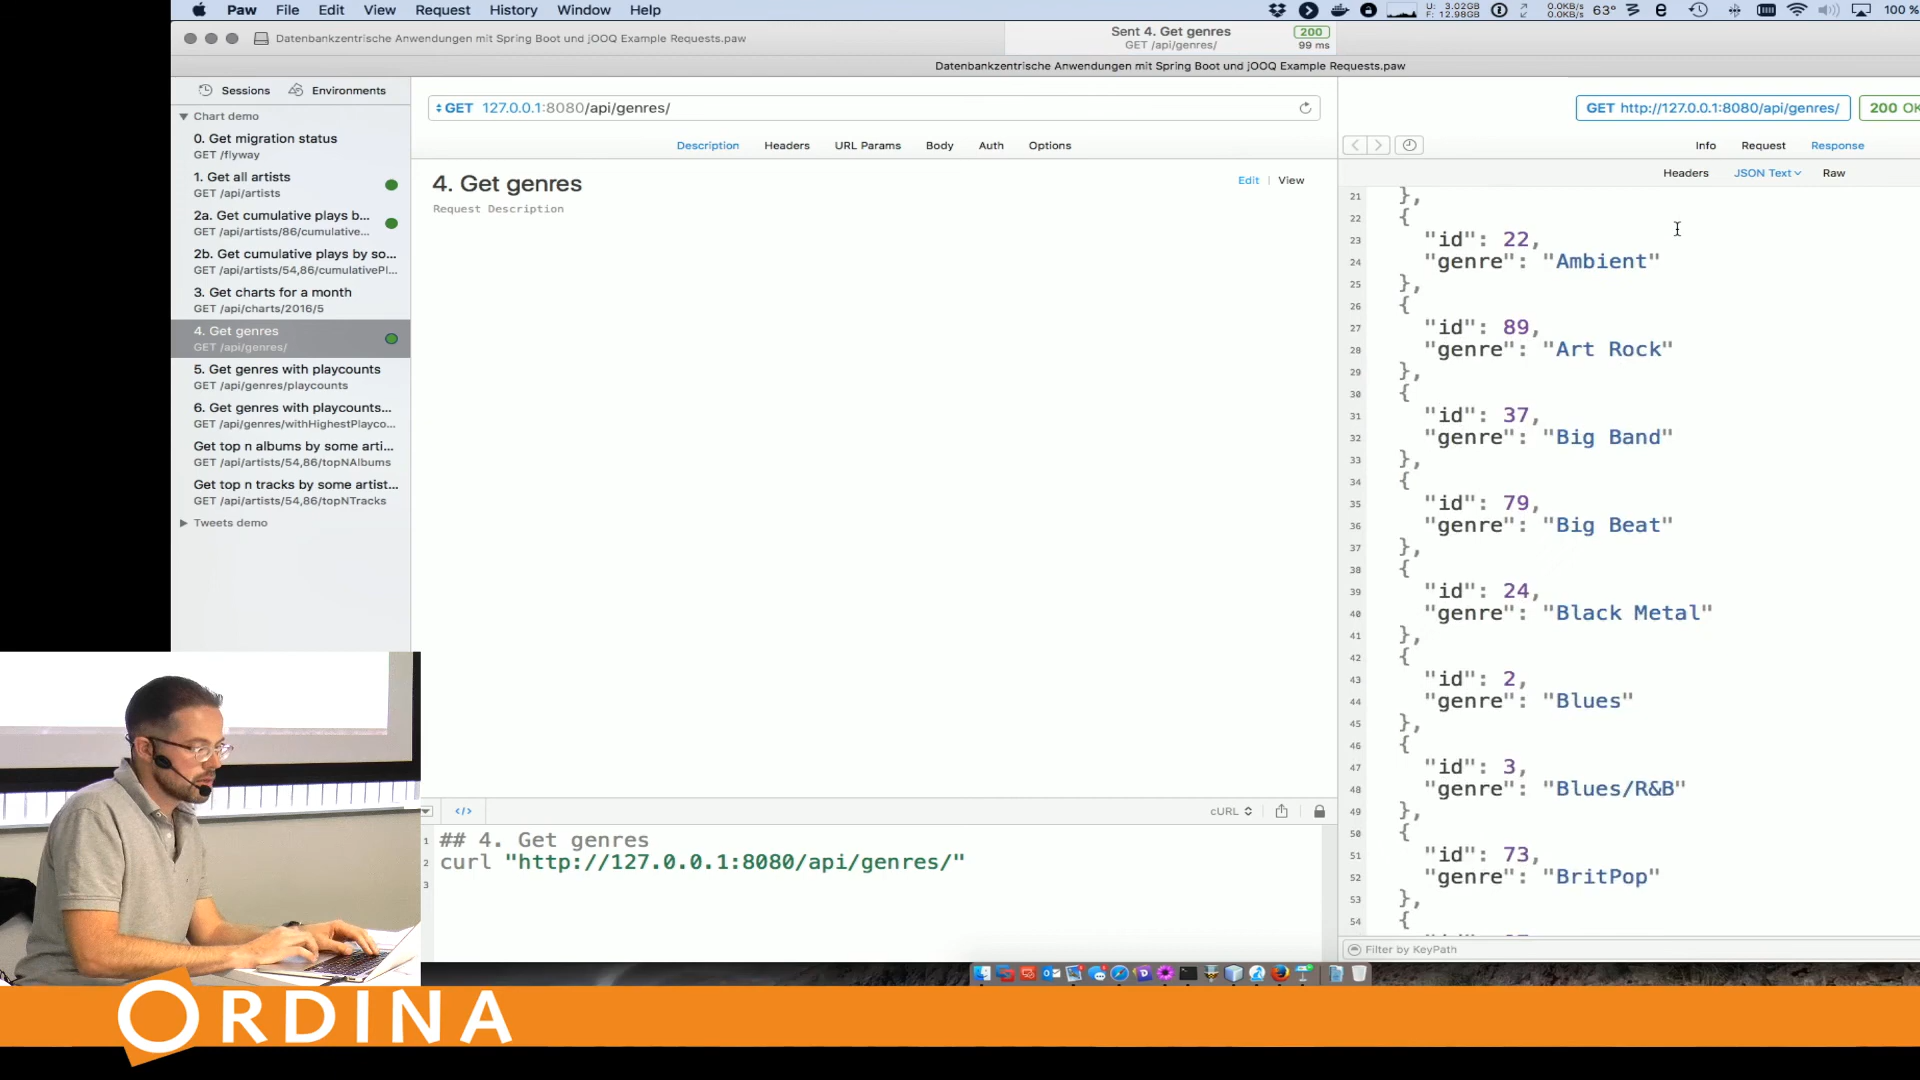 Paw File Edit View Request History Window Help
U: 3.02GB
F: 12.98GB
0.0KB/s
0.0KB/s
63°
100 %
Datenbankzentrische Anwendungen mit Spring Boot und jOOQ Example Requests.paw
Sent 4. Get genres
GET /api/genres/
200
99 ms
Datenbankzentrische Anwendungen mit Spring Boot und jOOQ Example Requests.paw
Sessions Environments
Chart demo
0. Get migration status
GET /flyway
1. Get all artists
GET /api/artists
2a. Get cumulative plays b...
GET /api/artists/86/cumulative...
2b. Get cumulative plays by so...
GET /api/artists/54,86/cumulativePl...
3. Get charts for a month
GET /api/charts/2016/5
4. Get genres
GET /api/genres/
5. Get genres with playcounts
GET /api/genres/playcounts
6. Get genres with playcounts...
GET /api/genres/withHighestPlayco...
Get top n albums by some arti...
GET /api/artists/54,86/topNAlbums
Get top n tracks by some artist...
GET /api/artists/54,86/topNTracks
Tweets demo
GET 127.0.0.1:8080/api/genres/
Description Headers URL Params Body Auth Options
4. Get genres
Edit | View
Request Description
</> cURL
1 ## 4. Get genres
2 curl "http://127.0.0.1:8080/api/genres/"
3
GET http://127.0.0.1:8080/api/genres/ 200 OK
Info Request Response
Headers JSON Text Raw
21 },
22 {
23 "id": 22,
24 "genre": "Ambient"
25 },
26 {
27 "id": 89,
28 "genre": "Art Rock"
29 },
30 {
31 "id": 37,
32 "genre": "Big Band"
33 },
34 {
35 "id": 79,
36 "genre": "Big Beat"
37 },
38 {
39 "id": 24,
40 "genre": "Black Metal"
41 },
42 {
43 "id": 2,
44 "genre": "Blues"
45 },
46 {
47 "id": 3,
48 "genre": "Blues/R&B"
49 },
50 {
51 "id": 73,
52 "genre": "BritPop"
53 },
54 {
Filter by KeyPath
ORDINA